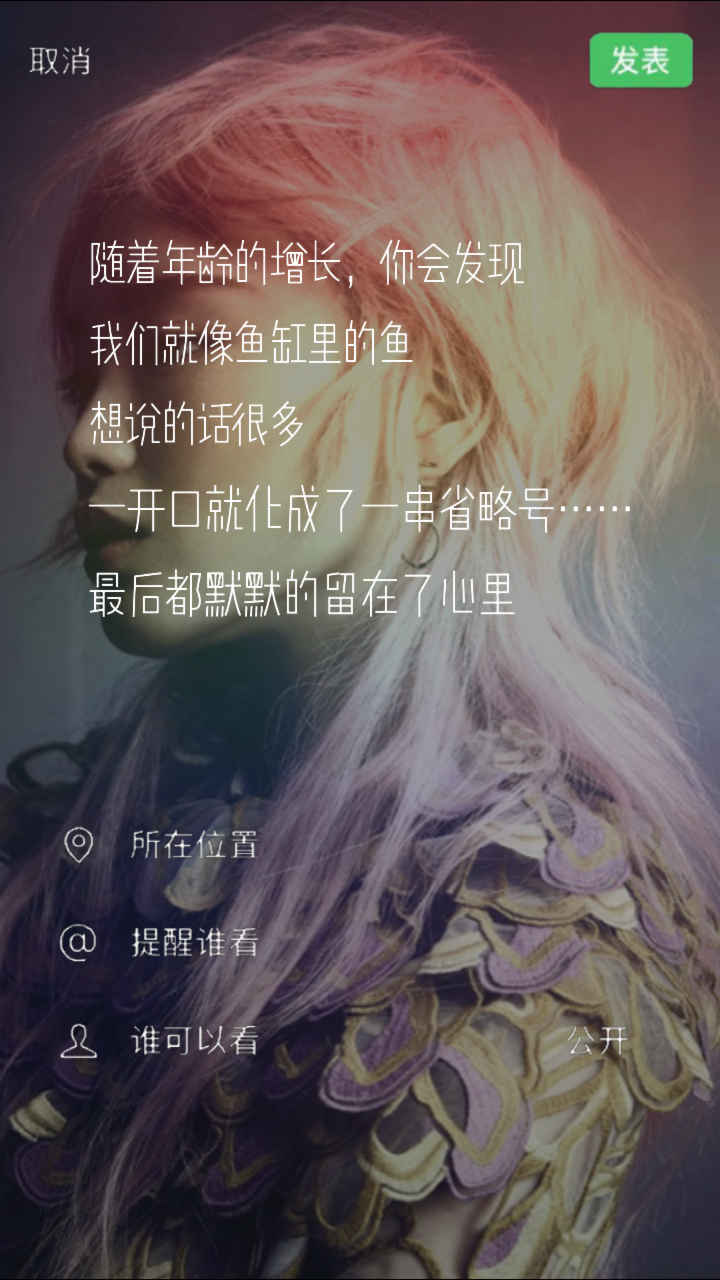 取消
发表
随着年龄的增长，你会发现
我们就像鱼缸里的鱼
想说的话很多
一开口就化成了一串省略号……
最后都默默的留在了心里
所在位置
@ 提醒谁看
谁可以看
公开